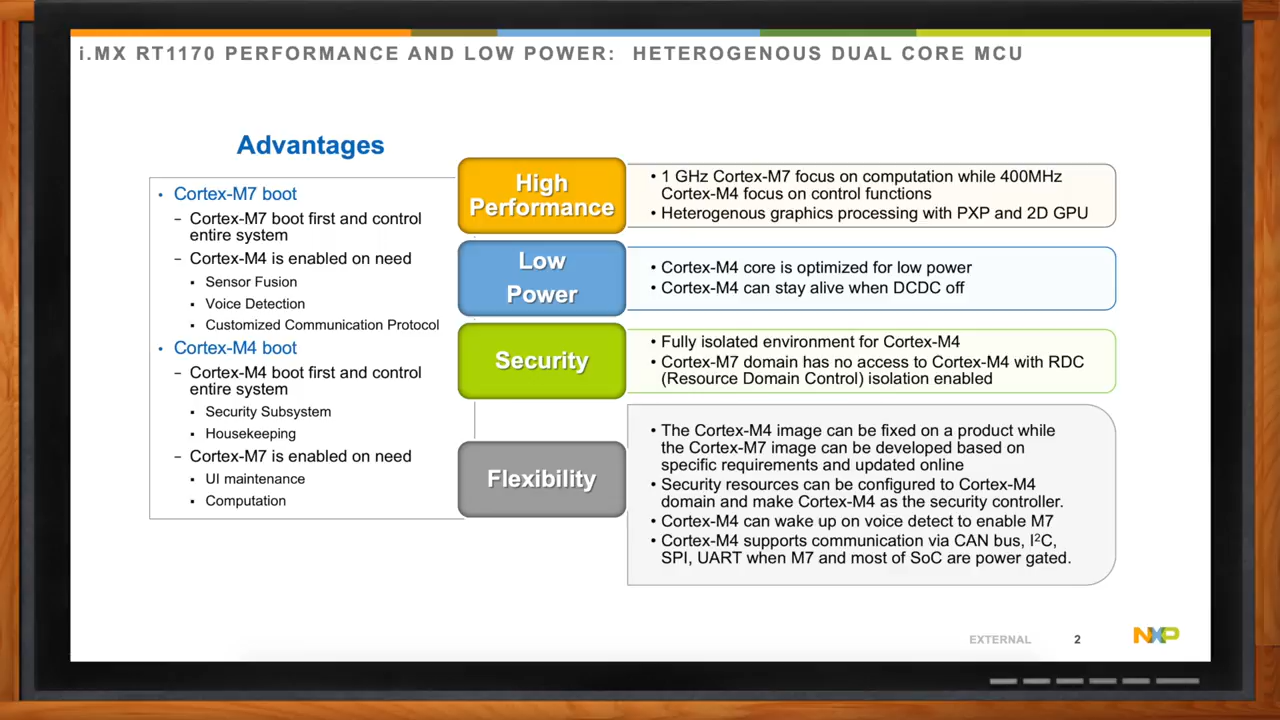 i.MX RT1170 PERFORMANCE AND LOW POWER: HETEROGENOUS DUAL CORE MCU
Advantages
• Cortex-M7 boot
− Cortex-M7 boot first and control
entire system
− Cortex-M4 is enabled on need
▪ Sensor Fusion
▪ Voice Detection
▪ Customized Communication Protocol
• Cortex-M4 boot
− Cortex-M4 boot first and control
entire system
▪ Security Subsystem
▪ Housekeeping
− Cortex-M7 is enabled on need
▪ UI maintenance
▪ Computation
High
Performance
• 1 GHz Cortex-M7 focus on computation while 400MHz
Cortex-M4 focus on control functions
• Heterogenous graphics processing with PXP and 2D GPU
Low
Power
• Cortex-M4 core is optimized for low power
• Cortex-M4 can stay alive when DCDC off
Security
• Fully isolated environment for Cortex-M4
• Cortex-M7 domain has no access to Cortex-M4 with RDC
(Resource Domain Control) isolation enabled
Flexibility
• The Cortex-M4 image can be fixed on a product while
the Cortex-M7 image can be developed based on
specific requirements and updated online
• Security resources can be configured to Cortex-M4
domain and make Cortex-M4 as the security controller.
• Cortex-M4 can wake up on voice detect to enable M7
• Cortex-M4 supports communication via CAN bus, I²C,
SPI, UART when M7 and most of SoC are power gated.
EXTERNAL 2 NXP